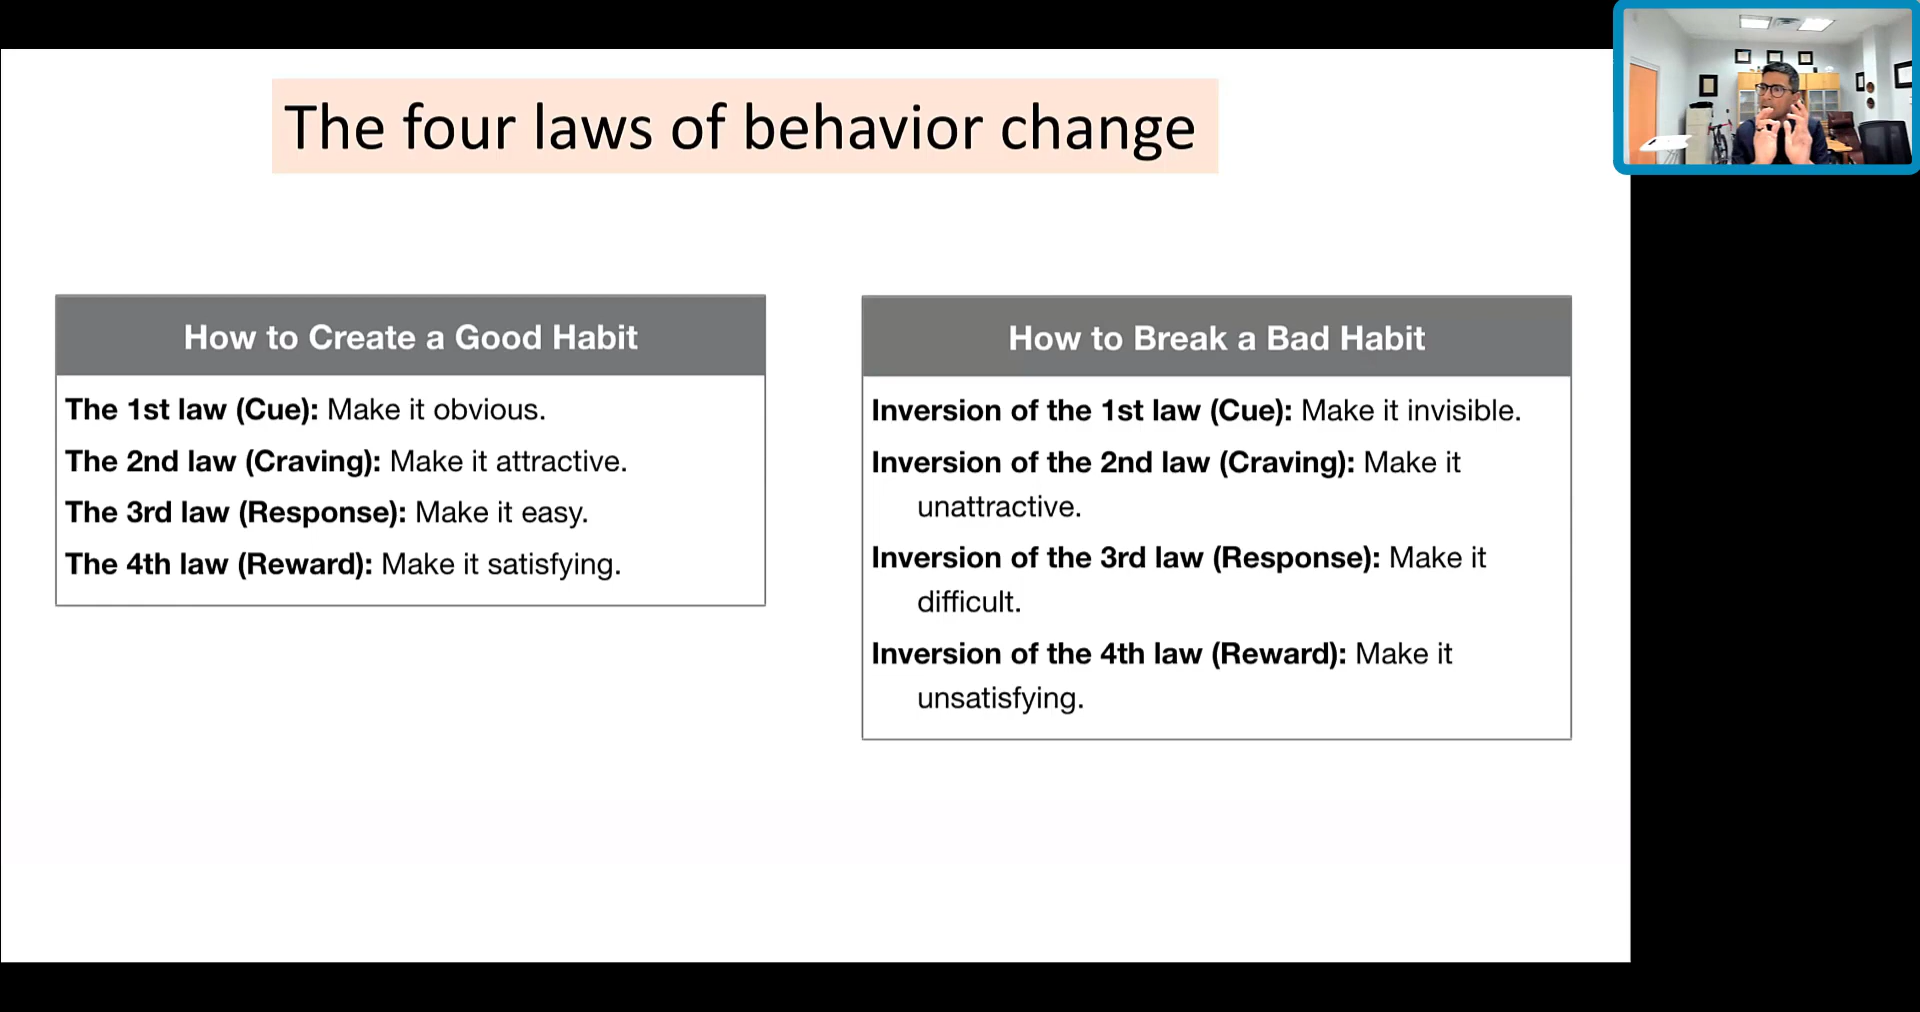 The four laws of behavior change
How to Create a Good Habit
The 1st law (Cue): Make it obvious.
The 2nd law (Craving): Make it attractive.
The 3rd law (Response): Make it easy.
The 4th law (Reward): Make it satisfying.
How to Break a Bad Habit
Inversion of the 1st law (Cue): Make it invisible.
Inversion of the 2nd law (Craving): Make it
unattractive.
Inversion of the 3rd law (Response): Make it
difficult.
Inversion of the 4th law (Reward): Make it
unsatisfying.